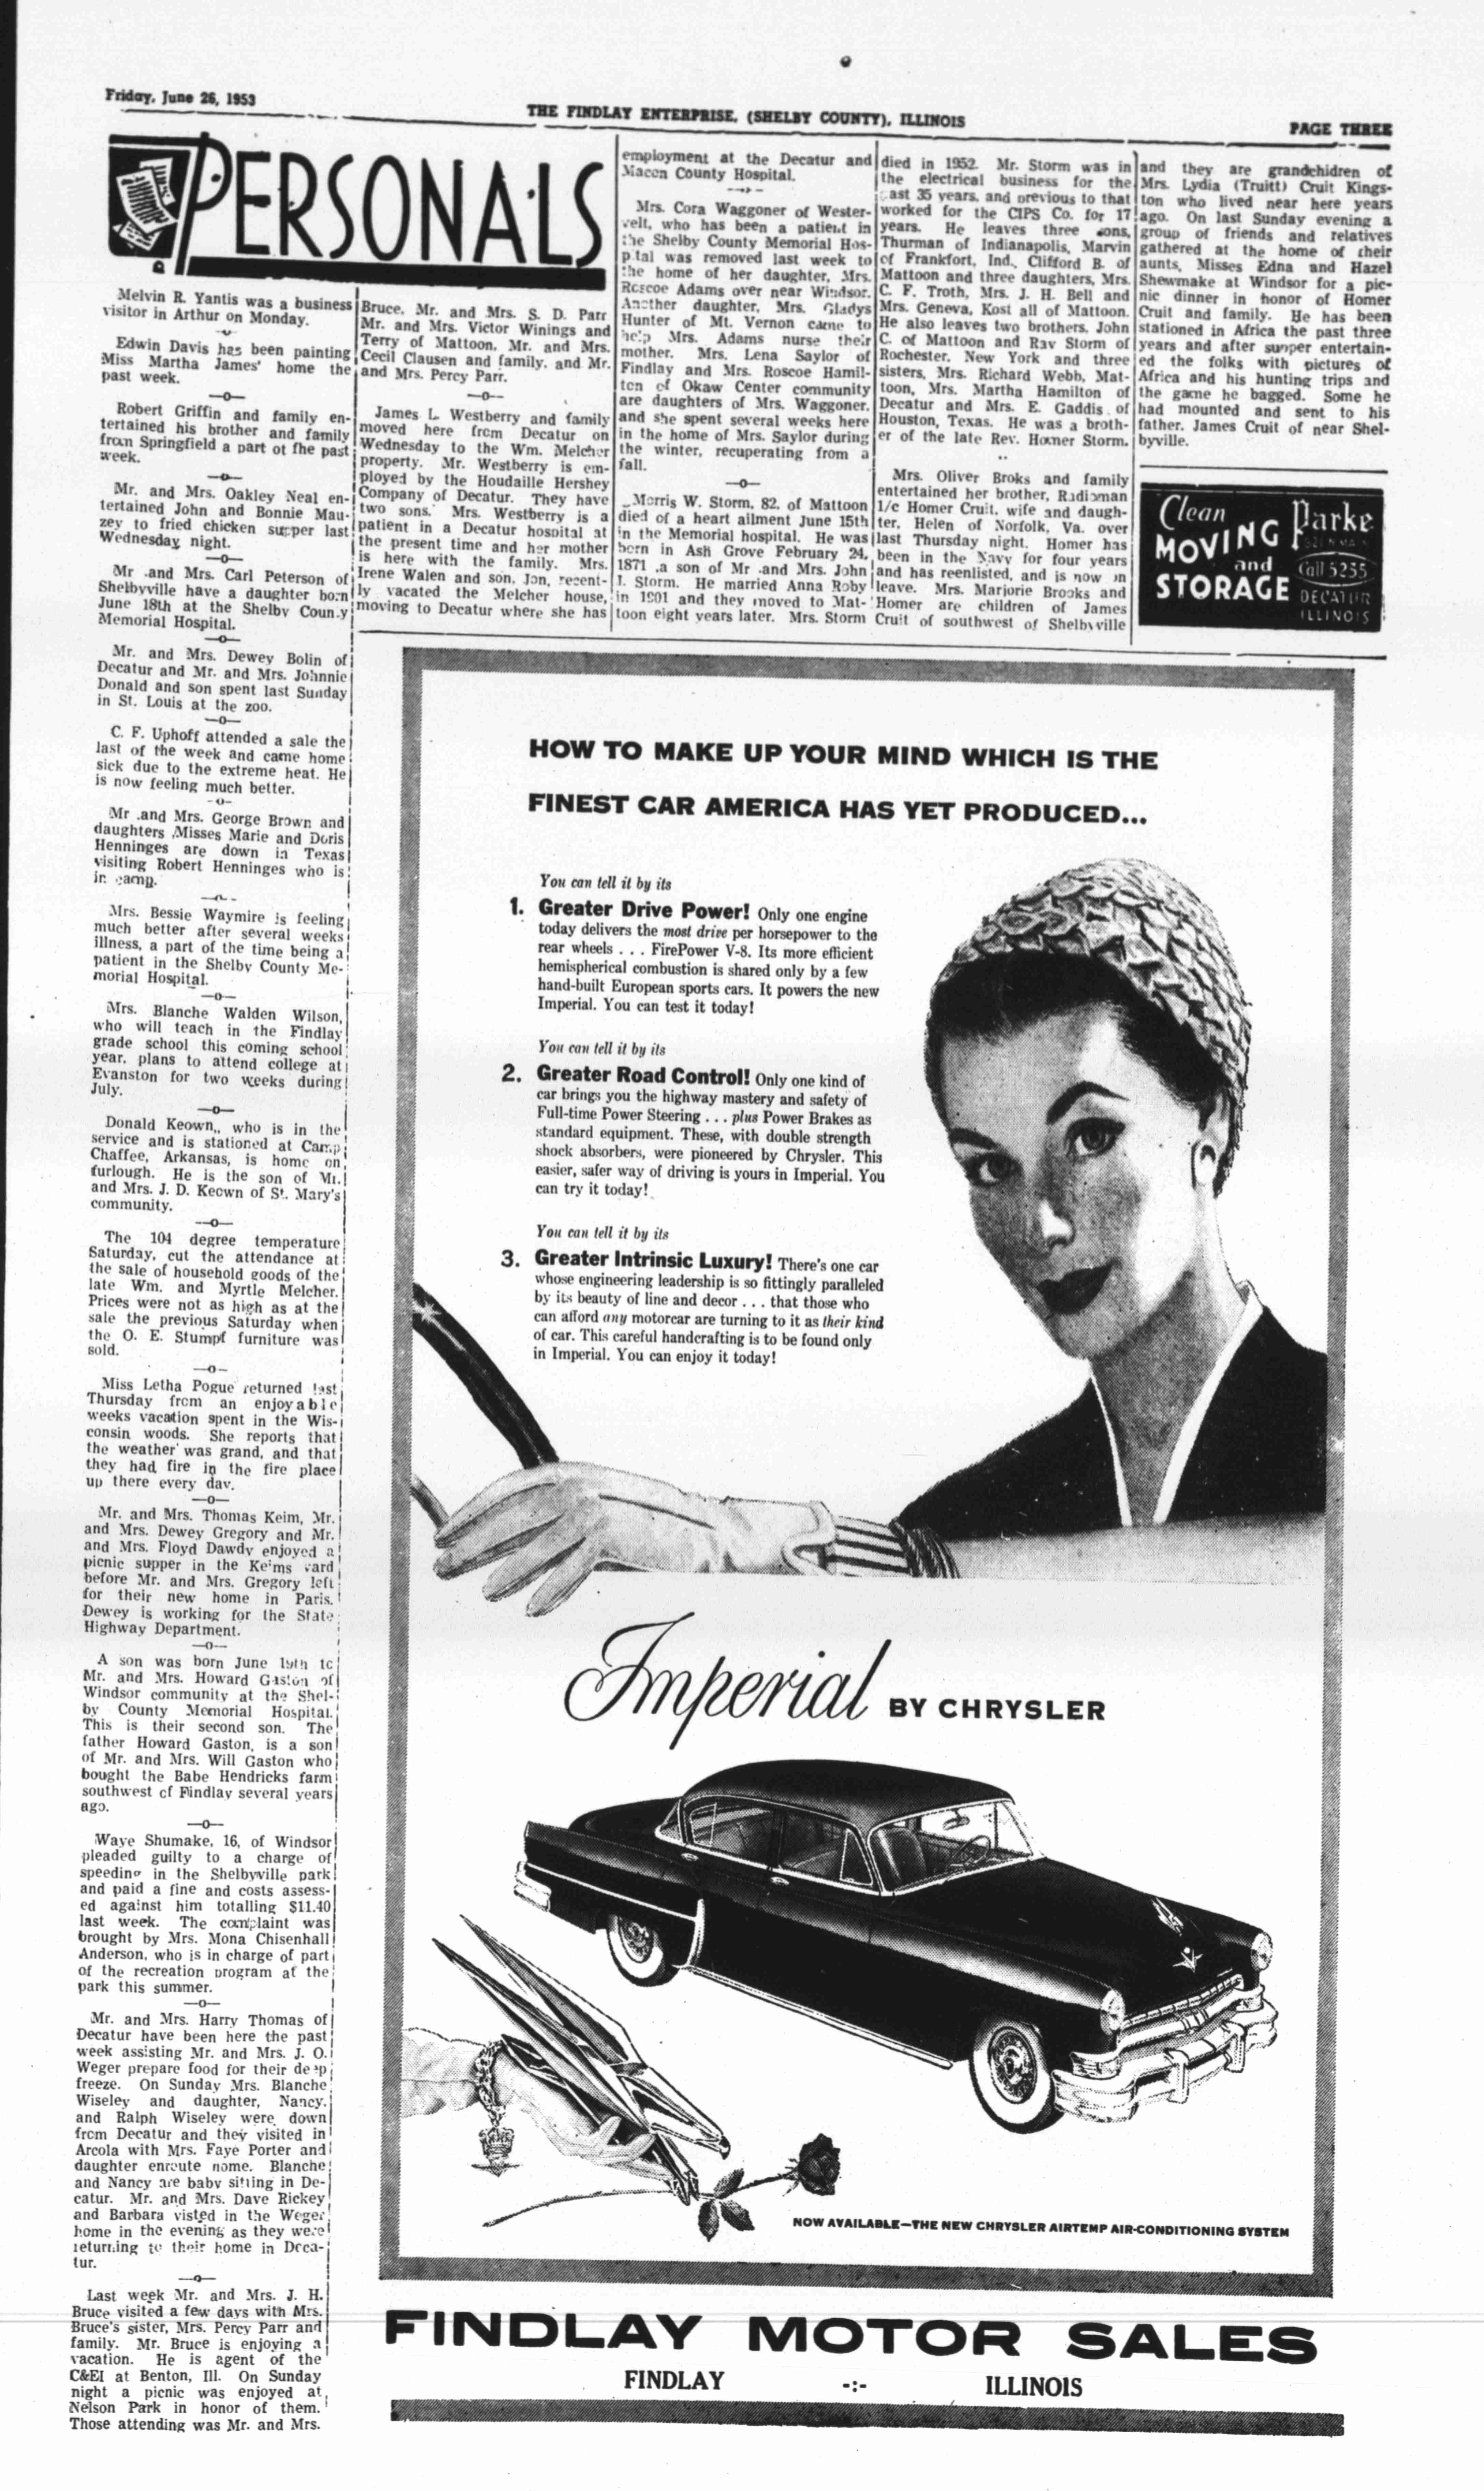 Friday, June 26, 1953
THE FINDLAY ENTERPRISE, (SHELBY COUNTY), ILLINOIS
PAGE THREE
PERSONALS
Melvin R. Yantis was a business
visitor in Arthur on Monday.
Edwin Davis has been painting
Miss Martha James' home the
past week.
—o—
Robert Griffin and family en-
tertained his brother and family
from Springfield a part of fhe past
week.
—o—
Mr. and Mrs. Oakley Neal en-
tertained John and Bonnie Mau-
zey to fried chicken supper last
Wednesday night.
—o—
Mr .and Mrs. Carl Peterson of
Shelbyville have a daughter born
June 18th at the Shelby Coun.y
Memorial Hospital.
—o—
Mr. and Mrs. Dewey Bolin of
Decatur and Mr. and Mrs. Johnnie
Donald and son spent last Sunday
in St. Louis at the zoo.
—o—
C. F. Uphoff attended a sale the
last of the week and came home
sick due to the extreme heat. He
is now feeling much better.
-o-
Mr .and Mrs. George Brown and
daughters ,Misses Marie and Doris
Henninges are down in Texas
visiting Robert Henninges who is
in camp.
Mrs. Bessie Waymire is feeling
much better after several weeks
illness, a part of the time being a
patient in the Shelby County Me-
morial Hospital.
—o—
Mrs. Blanche Walden Wilson,
who will teach in the Findlay
grade school this coming school
year, plans to attend college at
Evanston for two weeks during
July.
—o—
Donald Keown,, who is in the
service and is stationed at Camp
Chaffee, Arkansas, is home on
furlough. He is the son of Mr.
and Mrs. J. D. Keown of St. Mary's
community.
—o—
The 104 degree temperature
Saturday, cut the attendance at
the sale of household goods of the
late Wm. and Myrtle Melcher.
Prices were not as high as at the
sale the previous Saturday when
the O. E. Stumpf furniture was
sold.
—o—
Miss Letha Pogue returned last
Thursday from an enjoyable
weeks vacation spent in the Wis-
consin woods. She reports that
the weather was grand, and that
they had fire in the fire place
up there every day.
—o—
Mr. and Mrs. Thomas Keim, Mr.
and Mrs. Dewey Gregory and Mr.
and Mrs. Floyd Dawdy enjoyed a
picnic supper in the Keims yard
before Mr. and Mrs. Gregory left
for their new home in Paris.
Dewey is working for the State
Highway Department.
—o—
A son was born June 19th to
Mr. and Mrs. Howard Gaston of
Windsor community at the Shel-
by County Memorial Hospital.
This is their second son. The
father Howard Gaston, is a son
of Mr. and Mrs. Will Gaston who
bought the Babe Hendricks farm
southwest of Findlay several years
ago.
—o—
Waye Shumake, 16, of Windsor
pleaded guilty to a charge of
speeding in the Shelbyville park
and paid a fine and costs assess-
ed against him totalling $11.40
last week. The complaint was
brought by Mrs. Mona Chisenhall
Anderson, who is in charge of part
of the recreation program at the
park this summer.
—o—
Mr. and Mrs. Harry Thomas of
Decatur have been here the past
week assisting Mr. and Mrs. J. O.
Weger prepare food for their deep
freeze. On Sunday Mrs. Blanche
Wiseley and daughter, Nancy,
and Ralph Wiseley were down
from Decatur and they visited in
Arcola with Mrs. Faye Porter and
daughter enroute nome. Blanche
and Nancy are baby sitting in De-
catur. Mr. and Mrs. Dave Rickey
and Barbara visted in the Weger
home in the evening as they were
returning to their home in Deca-
tur.
—o—
Last week Mr. and Mrs. J. H.
Bruce visited a few days with Mrs.
Bruce's sister, Mrs. Percy Parr and
family. Mr. Bruce is enjoying a
vacation. He is agent of the
C&EI at Benton, Ill. On Sunday
night a picnic was enjoyed at
Nelson Park in honor of them.
Those attending was Mr. and Mrs.
Bruce, Mr. and Mrs. S. D. Parr
Mr. and Mrs. Victor Winings and
Terry of Mattoon, Mr. and Mrs.
Cecil Clausen and family, and Mr.
and Mrs. Percy Parr.
—o—
James L. Westberry and family
moved here from Decatur on
Wednesday to the Wm. Melcher
property. Mr. Westberry is em-
ployed by the Houdaille Hershey
Company of Decatur. They have
two sons. Mrs. Westberry is a
patient in a Decatur hospital at
the present time and her mother
is here with the family. Mrs.
Irene Walen and son, Jon, recent-
ly vacated the Melcher house,
moving to Decatur where she has
employment at the Decatur and
Macon County Hospital.
Mrs. Cora Waggoner of Wester-
velt, who has been a patient in
the Shelby County Memorial Hos-
p.tal was removed last week to
the home of her daughter, Mrs.
Roscoe Adams over near Windsor.
Another daughter, Mrs. Gladys
Hunter of Mt. Vernon came to
help Mrs. Adams nurse their
mother. Mrs. Lena Saylor of
Findlay and Mrs. Roscoe Hamil-
ton of Okaw Center community
are daughters of Mrs. Waggoner.
and she spent several weeks here
in the home of Mrs. Saylor during
the winter, recuperating from a
fall.
—o—
Morris W. Storm, 82, of Mattoon
died of a heart ailment June 15th
in the Memorial hospital. He was
born in Ash Grove February 24,
1871 ,a son of Mr .and Mrs. John
J. Storm. He married Anna Roby
in 1901 and they moved to Mat-
toon eight years later. Mrs. Storm
died in 1952. Mr. Storm was in
the electrical business for the
past 35 years, and previous to that
worked for the CIPS Co. for 17
years. He leaves three sons,
Thurman of Indianapolis, Marvin
of Frankfort, Ind., Clifford B. of
Mattoon and three daughters, Mrs.
C. F. Troth, Mrs. J. H. Bell and
Mrs. Geneva, Kost all of Mattoon.
He also leaves two brothers, John
C. of Mattoon and Ray Storm of
Rochester, New York and three
sisters, Mrs. Richard Webb, Mat-
toon, Mrs. Martha Hamilton of
Decatur and Mrs. E. Gaddis of
Houston, Texas. He was a broth-
er of the late Rev. Homer Storm.
Mrs. Oliver Broks and family
entertained her brother, Radioman
1/c Homer Cruit, wife and daugh-
ter, Helen of Norfolk, Va. over
last Thursday night. Homer has
been in the Navy for four years
and has reenlisted, and is now in
leave. Mrs. Marjorie Brooks and
Homer are children of James
Cruit of southwest of Shelbyville
and they are grandchidren of
Mrs. Lydia (Truitt) Cruit Kings-
ton who lived near here years
ago. On last Sunday evening a
group of friends and relatives
gathered at the home of their
aunts, Misses Edna and Hazel
Shewmake at Windsor for a pic-
nic dinner in honor of Homer
Cruit and family. He has been
stationed in Africa the past three
years and after supper entertain-
ed the folks with pictures of
Africa and his hunting trips and
the game he bagged. Some he
had mounted and sent to his
father, James Cruit of near Shel-
byville.
Clean
MOVING
and
STORAGE
Parke
Call 5255
DECATUR
ILLINOIS
HOW TO MAKE UP YOUR MIND WHICH IS THE
FINEST CAR AMERICA HAS YET PRODUCED...
You can tell it by its
1. Greater Drive Power! Only one engine
today delivers the most drive per horsepower to the
rear wheels . . . FirePower V-8. Its more efficient
hemispherical combustion is shared only by a few
hand-built European sports cars. It powers the new
Imperial. You can test it today!
You can tell it by its
2. Greater Road Control! Only one kind of
car brings you the highway mastery and safety of
Full-time Power Steering . . . plus Power Brakes as
standard equipment. These, with double strength
shock absorbers, were pioneered by Chrysler. This
easier, safer way of driving is yours in Imperial. You
can try it today!
You can tell it by its
3. Greater Intrinsic Luxury! There's one car
whose engineering leadership is so fittingly paralleled
by its beauty of line and decor . . . that those who
can afford any motorcar are turning to it as their kind
of car. This careful handcrafting is to be found only
in Imperial. You can enjoy it today!
Imperial BY CHRYSLER
NOW AVAILABLE—THE NEW CHRYSLER AIRTEMP AIR-CONDITIONING SYSTEM
FINDLAY MOTOR SALES
FINDLAY -:- ILLINOIS